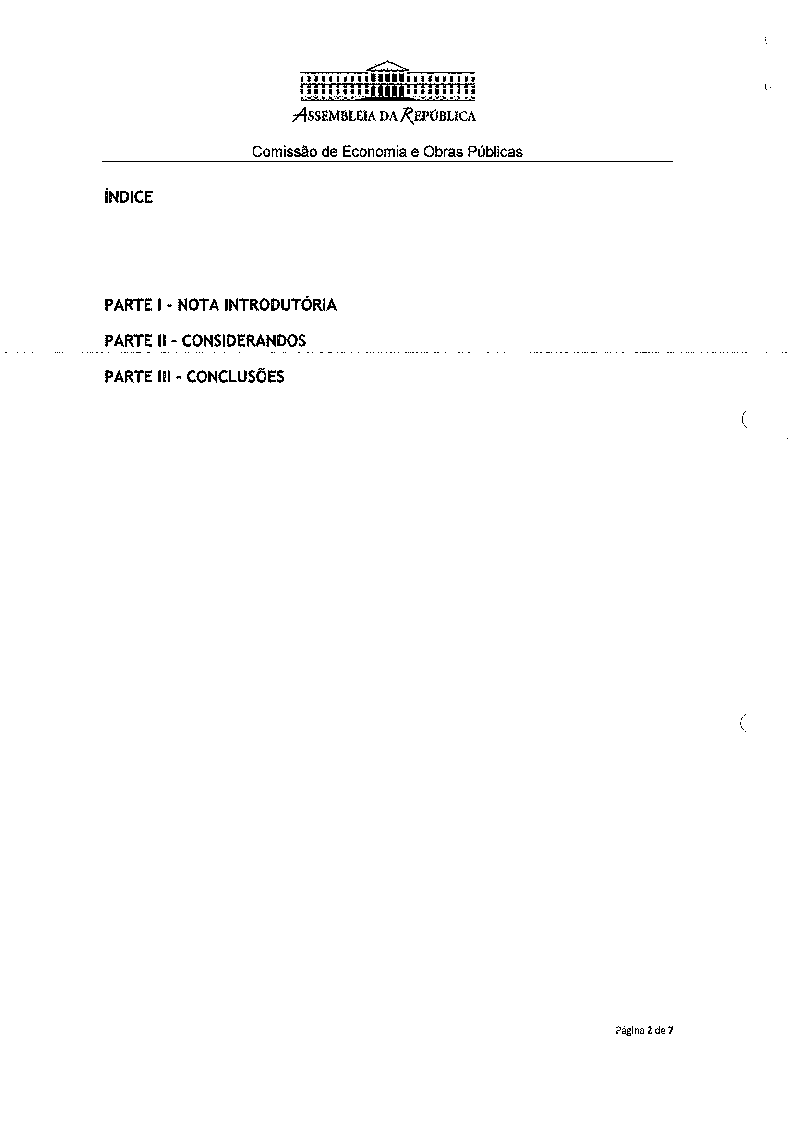 ASSEMBLEIA DA REPÚBLICA
Comissão de Economia e Obras Públicas
ÍNDICE
PARTE I - NOTA INTRODUTÓRIA
PARTE II - CONSIDERANDOS
PARTE III - CONCLUSÕES
Página 2 de 7